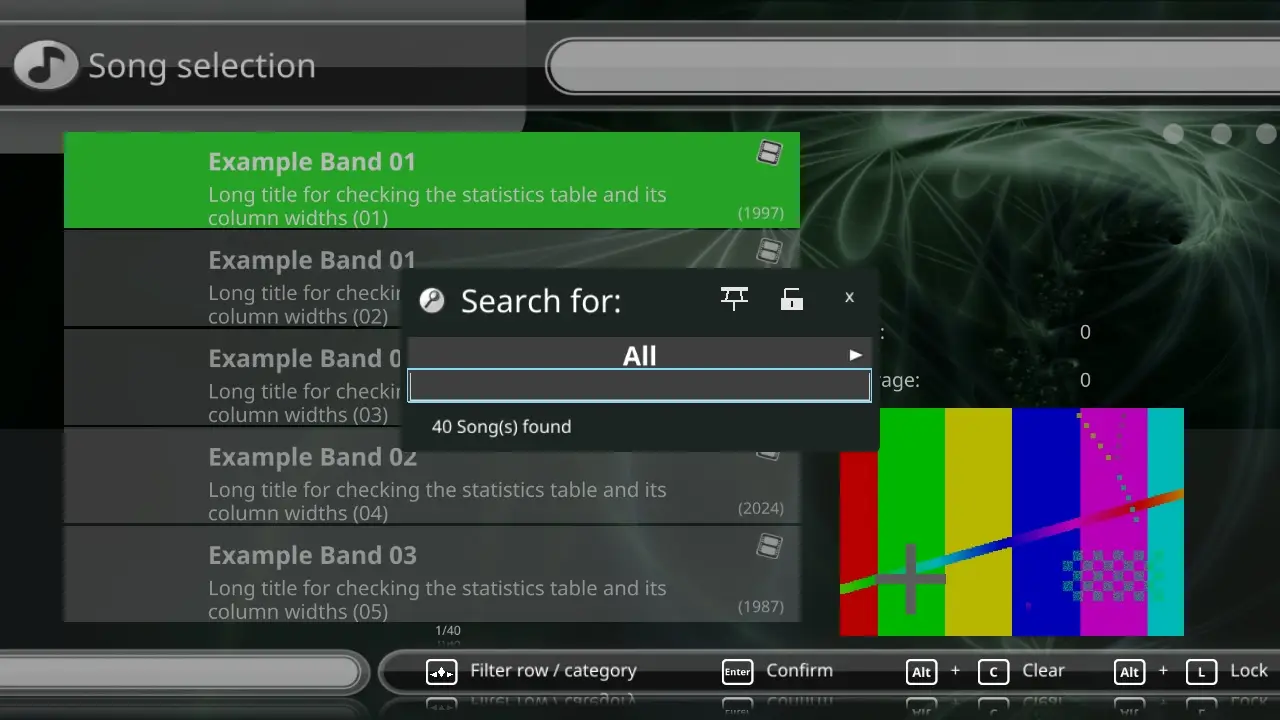 Song selection
Example Band 01
Long title for checking the statistics table and its
column widths (01)
(1997)
Example Band 01
Long title for checki
column widths (02)
Example Band 0
Long title for checki
column widths (03)
Search for:
x
All
40 Song(s) found
:
0
rage:
0
Example Band 02
Long title for checking the statistics table and its
column widths (04)
(2024)
Example Band 03
Long title for checking the statistics table and its
column widths (05)
(1987)
1/40
Filter row / category
Enter Confirm
Alt + C Clear
Alt + L Lock